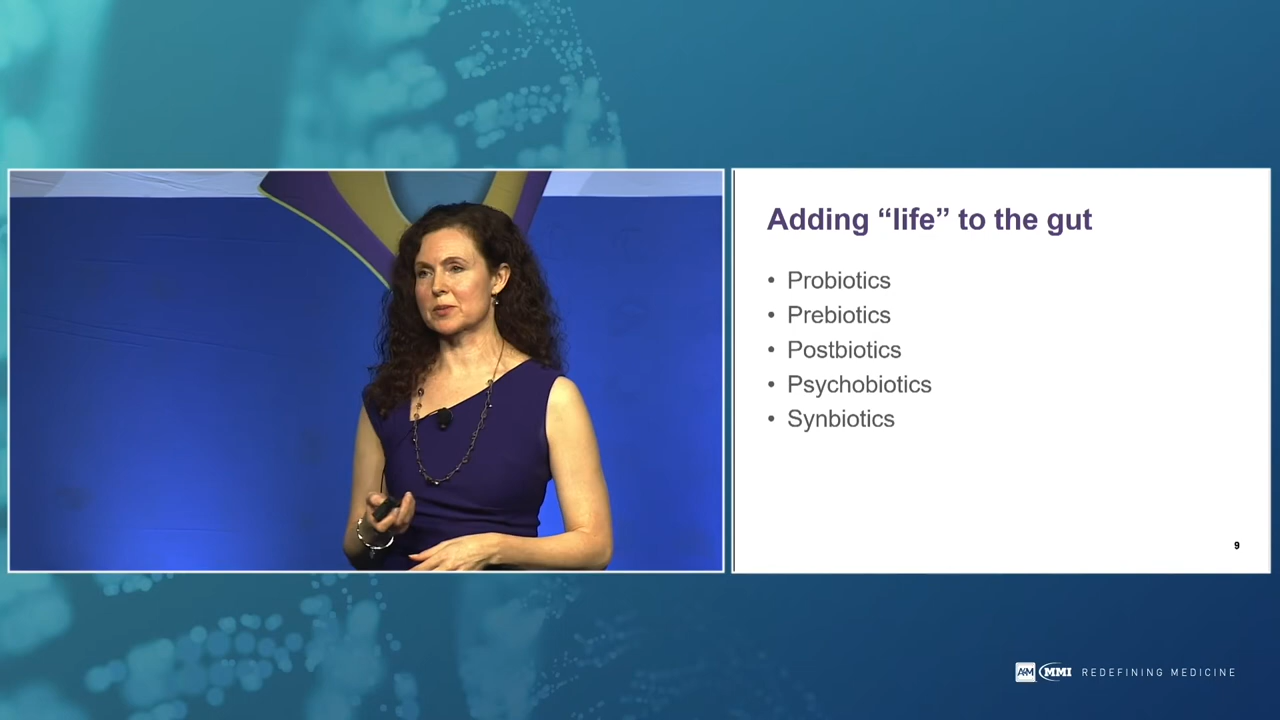 Adding “life” to the gut
• Probiotics
• Prebiotics
• Postbiotics
• Psychobiotics
• Synbiotics
9
A4M MMI REDEFINING MEDICINE